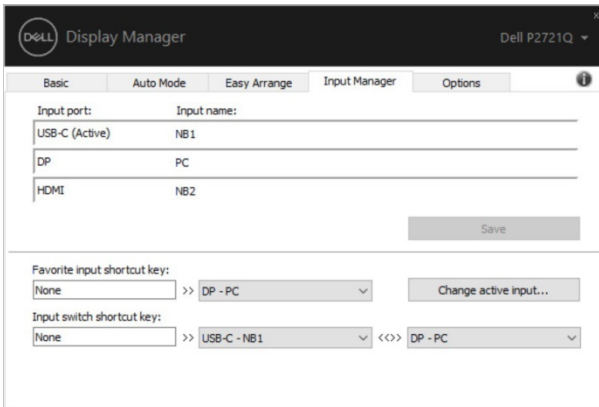 DELL Display Manager Dell P2721Q
Basic Auto Mode Easy Arrange Input Manager Options
Input port: Input name:
USB-C (Active) NB1
DP PC
HDMI NB2
Save
Favorite input shortcut key:
None >> DP - PC Change active input...
Input switch shortcut key:
None >> USB-C - NB1 <<>> DP - PC